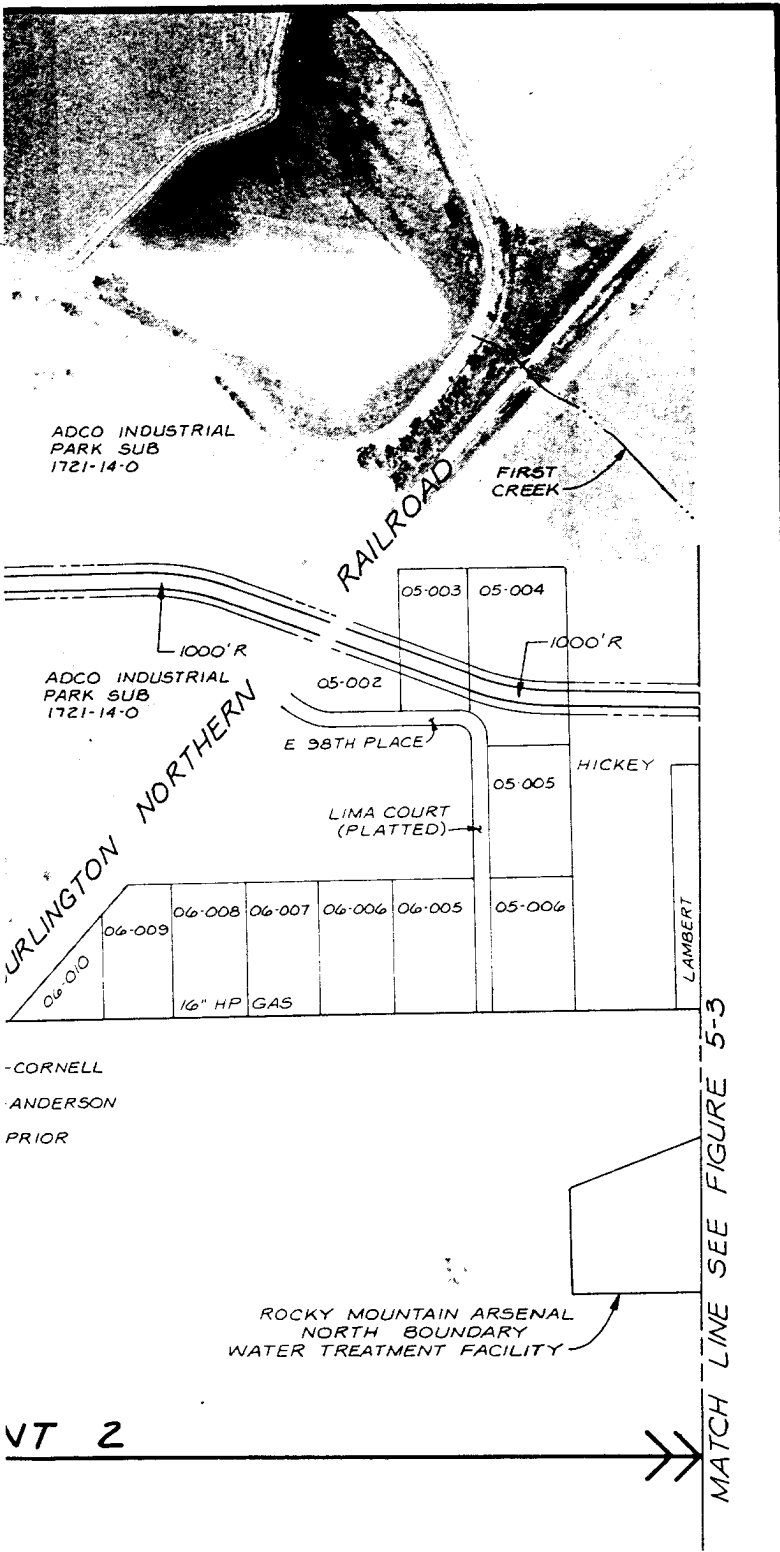 ADCO INDUSTRIAL
PARK SUB
1721-14-0
RAILROAD
FIRST
CREEK
05-003
05-004
1000'R
1000'R
ADCO INDUSTRIAL
PARK SUB
1721-14-0
05-002
E 98TH PLACE
HICKEY
05-005
LIMA COURT
(PLATTED)
URLINGTON NORTHERN
06-010
06-009
06-008
06-007
06-006
06-005
05-006
LAMBERT
16" HP GAS
-CORNELL
ANDERSON
PRIOR
MATCH LINE SEE FIGURE 5-3
ROCKY MOUNTAIN ARSENAL
NORTH BOUNDARY
WATER TREATMENT FACILITY
NT 2